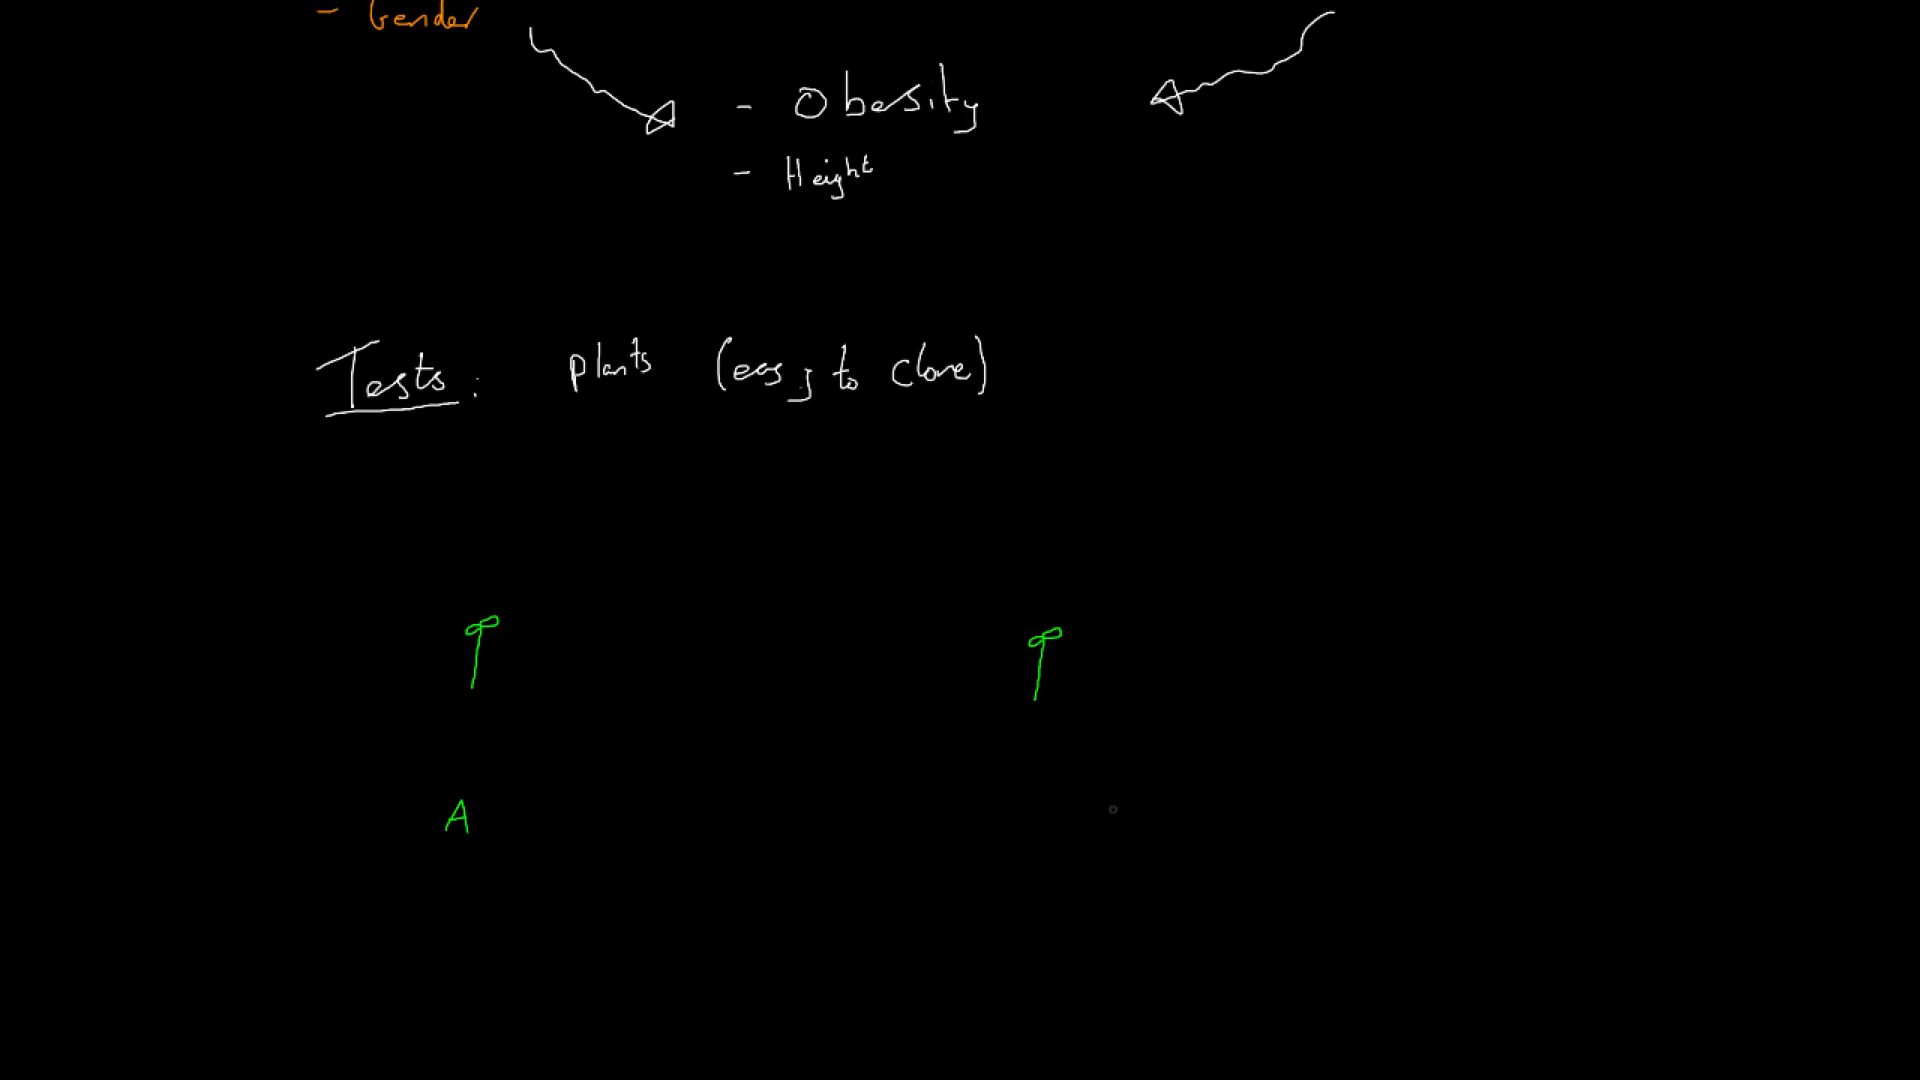 - Gender
- Obesity
- Height
Tests: plants (easy to clone)
A